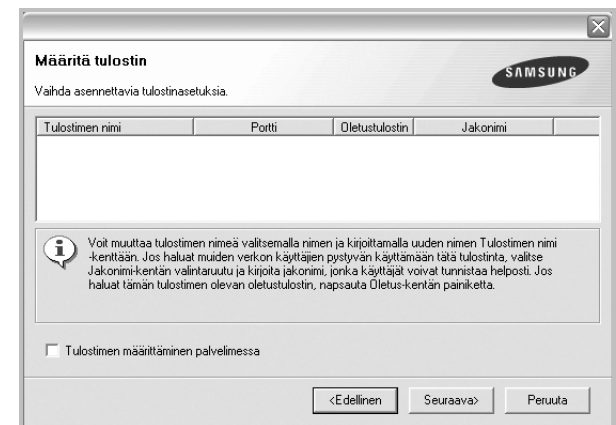 Määritä tulostin
SAMSUNG
Vaihda asennettavia tulostinasetuksia.
Tulostimen nimi Portti Oletustulostin Jakonimi
Voit muuttaa tulostimen nimeä valitsemalla nimen ja kirjoittamalla uuden nimen Tulostimen nimi
-kenttään. Jos haluat muiden verkon käyttäjien pystyvän käyttämään tätä tulostinta, valitse
Jakonimi-kentän valintaruutu ja kirjoita jakonimi, jonka käyttäjät voivat tunnistaa helposti. Jos
haluat tämän tulostimen olevan oletustulostin, napsauta Oletus-kentän painiketta.
Tulostimen määrittäminen palvelimessa
<Edellinen Seuraava> Peruuta